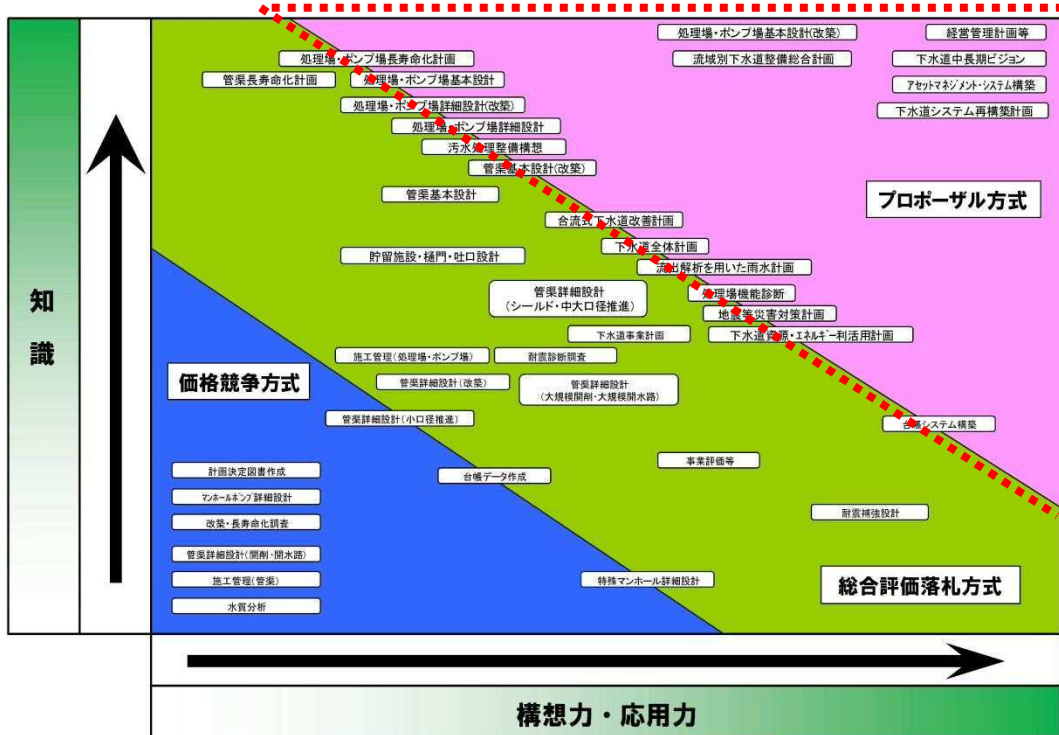 処理場・ポンプ場基本設計(改築)
経営管理計画等
処理場・ポンプ場長寿命化計画
流域別下水道整備総合計画
下水道中長期ビジョン
管渠長寿命化計画
処理場・ポンプ場基本設計
アセットマネジメント・システム構築
処理場・ポンプ場詳細設計(改築)
下水道システム再構築計画
処理場・ポンプ場詳細設計
汚水処理整備構想
管渠基本設計(改築)
管渠基本設計
プロポーザル方式
合流式下水道改善計画
下水道全体計画
貯留施設・樋門・吐口設計
流出解析を用いた雨水計画
管渠詳細設計
(シールド・中大口径推進)
処理場機能診断
地震等災害対策計画
下水道事業計画
下水道資源・エネルギー利活用計画
知
識
施工管理(処理場・ポンプ場)
耐震診断調査
価格競争方式
管渠詳細設計(改築)
管渠詳細設計
(大規模開削・大規模開水路)
管渠詳細設計(小口径推進)
台帳システム構築
事業評価等
計画決定図書作成
台帳データ作成
マンホールポンプ詳細設計
耐震補強設計
改築・長寿命化調査
管渠詳細設計(開削・開水路)
施工管理(管渠)
特殊マンホール詳細設計
総合評価落札方式
水質分析
構想力・応用力